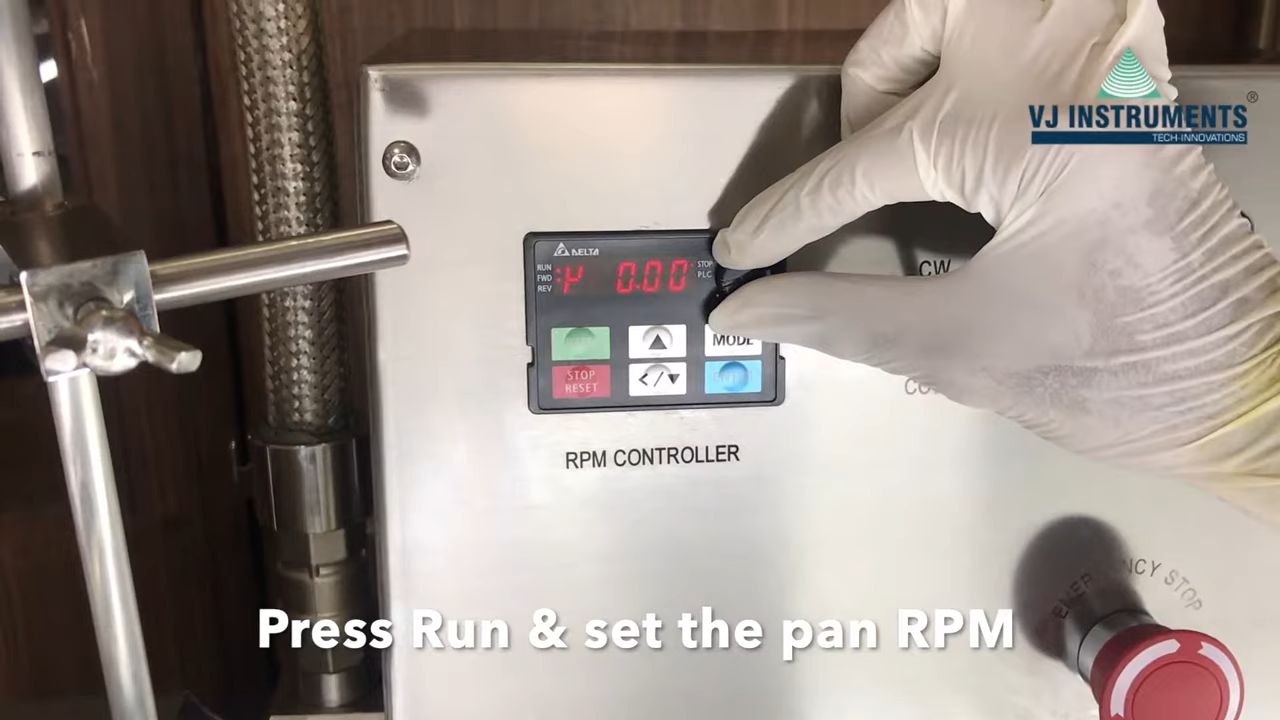 VJ INSTRUMENTS®
TECH-INNOVATIONS
DELTA
RUN
FWD
REV
0.00
STOP
PLC
MODE
STOP
RESET
</▼
CW
RPM CONTROLLER
EMERGENCY STOP
Press Run & set the pan RPM